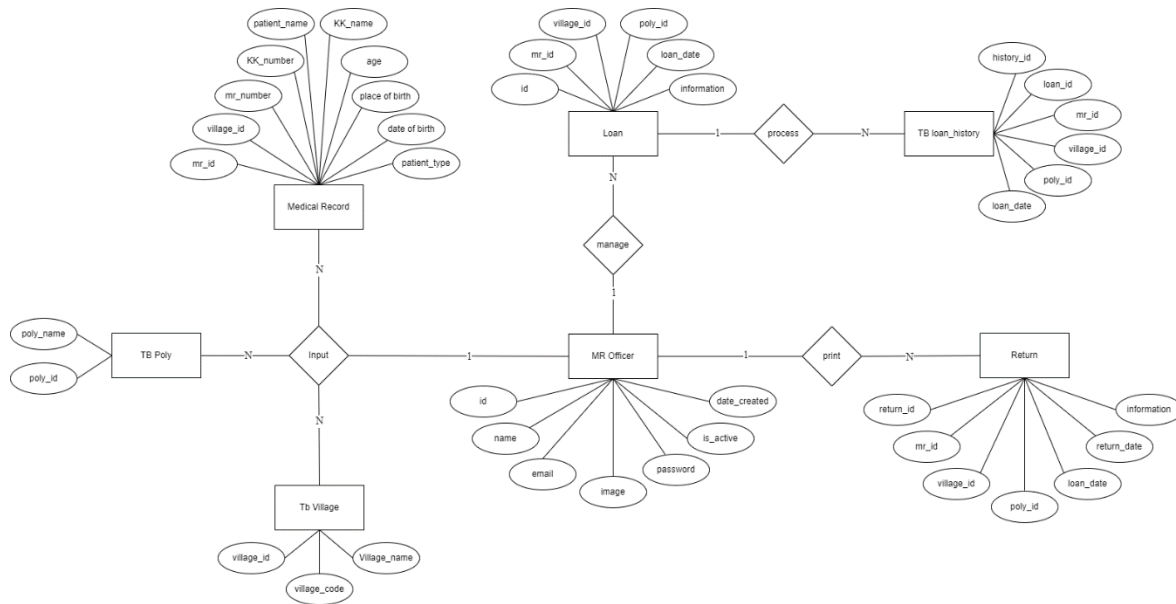 patient_name
KK_name
KK_number
age
mr_number
place of birth
village_id
date of birth
mr_id
patient_type
Medical Record
village_id
poly_id
mr_id
loan_date
id
information
Loan
1
process
N
TB loan_history
history_id
loan_id
mr_id
village_id
poly_id
loan_date
N
manage
1
N
poly_name
poly_id
TB Poly
N
Input
1
MR Officer
1
print
N
Return
N
id
name
email
image
password
is_active
date_created
return_id
mr_id
village_id
poly_id
loan_date
return_date
information
Tb Village
village_id
village_code
Village_name